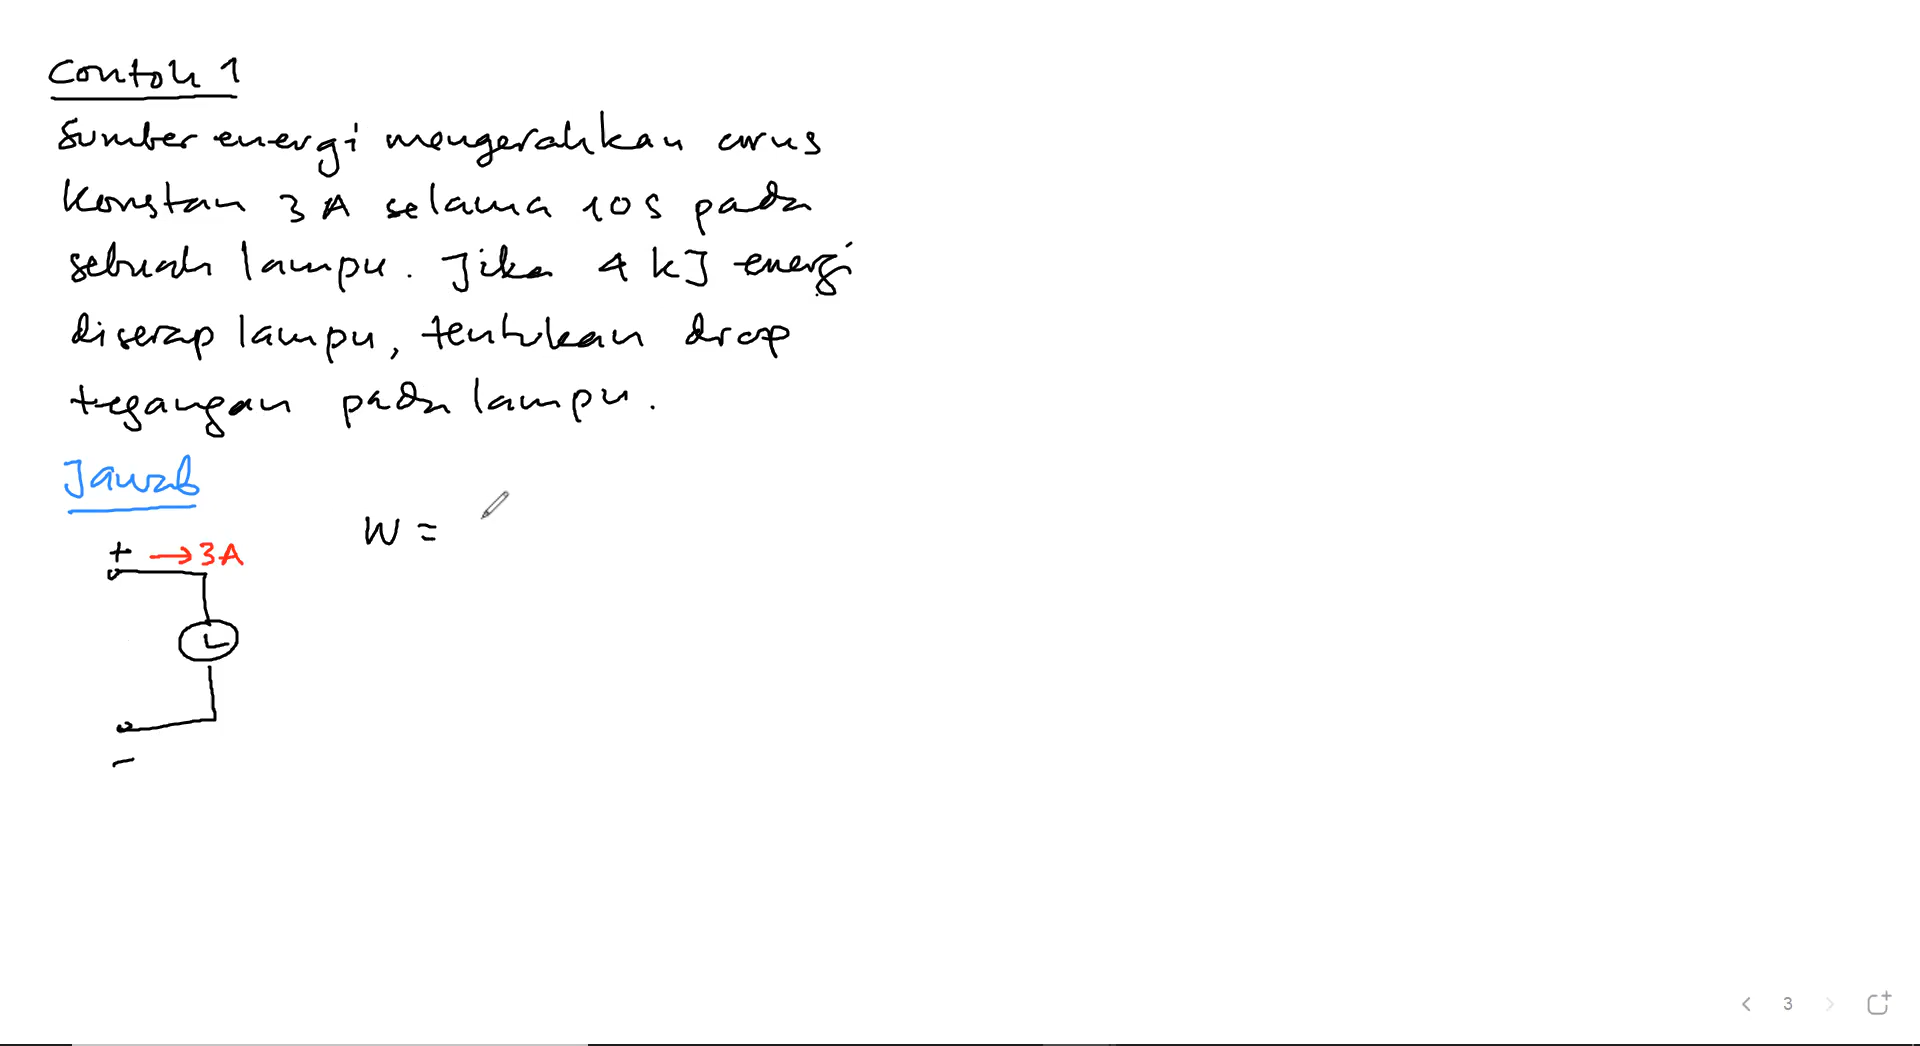 Contoh 1
Sumber energi mengerahkan arus
konstan 3 A selama 10 s pada
sebuah lampu. Jika 4 kJ energi
diserap lampu, tentukan drop
tegangan pada lampu.
Jawab
W =
+ → 3A
L
-
3